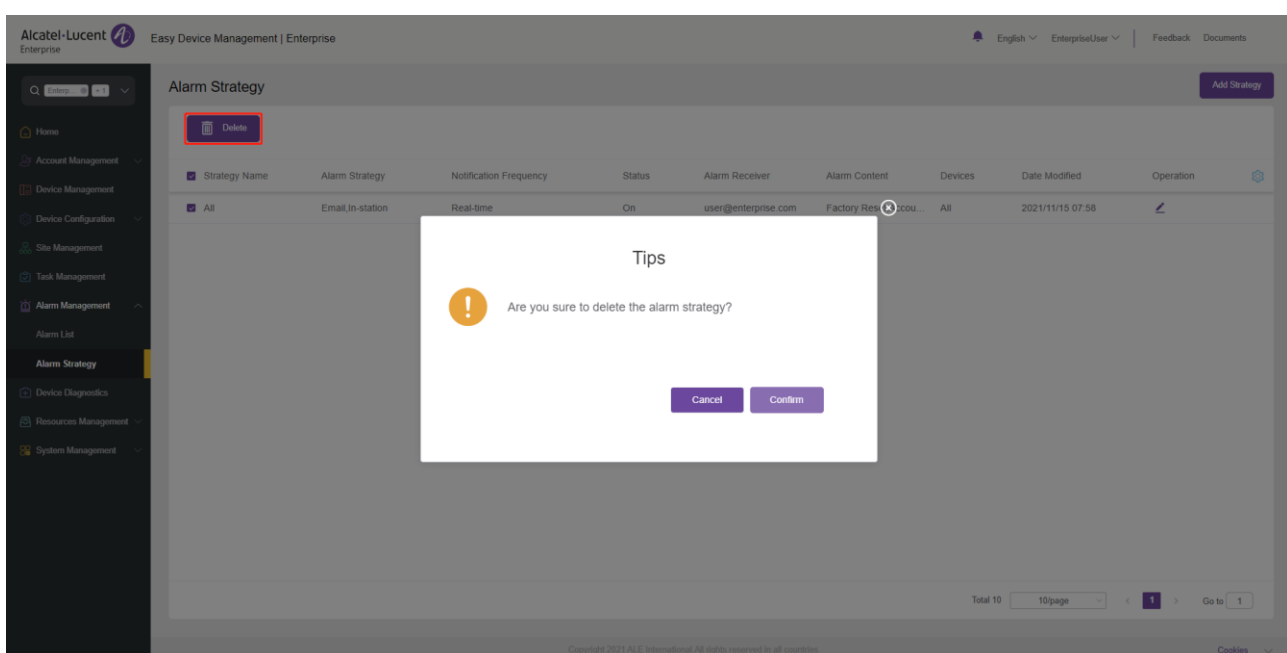 Alcatel·Lucent
Enterprise
Easy Device Management | Enterprise
English
EnterpriseUser
Feedback Documents
Enterp... +1
Alarm Strategy
Add Strategy
Delete
Home
Account Management
Device Management
Device Configuration
Site Management
Task Management
Alarm Management
Alarm List
Alarm Strategy
Device Diagnostics
Resources Management
System Management
Strategy Name Alarm Strategy Notification Frequency Status Alarm Receiver Alarm Content Devices Date Modified Operation
All Email,In-station Real-time On user@enterprise.com Factory Res ccou... All 2021/11/15 07:58
Tips
Are you sure to delete the alarm strategy?
Cancel Confirm
Total 10 10/page < 1 > Go to 1
Copyright 2021 ALE International.All rights reserved in all countries.
Cookies